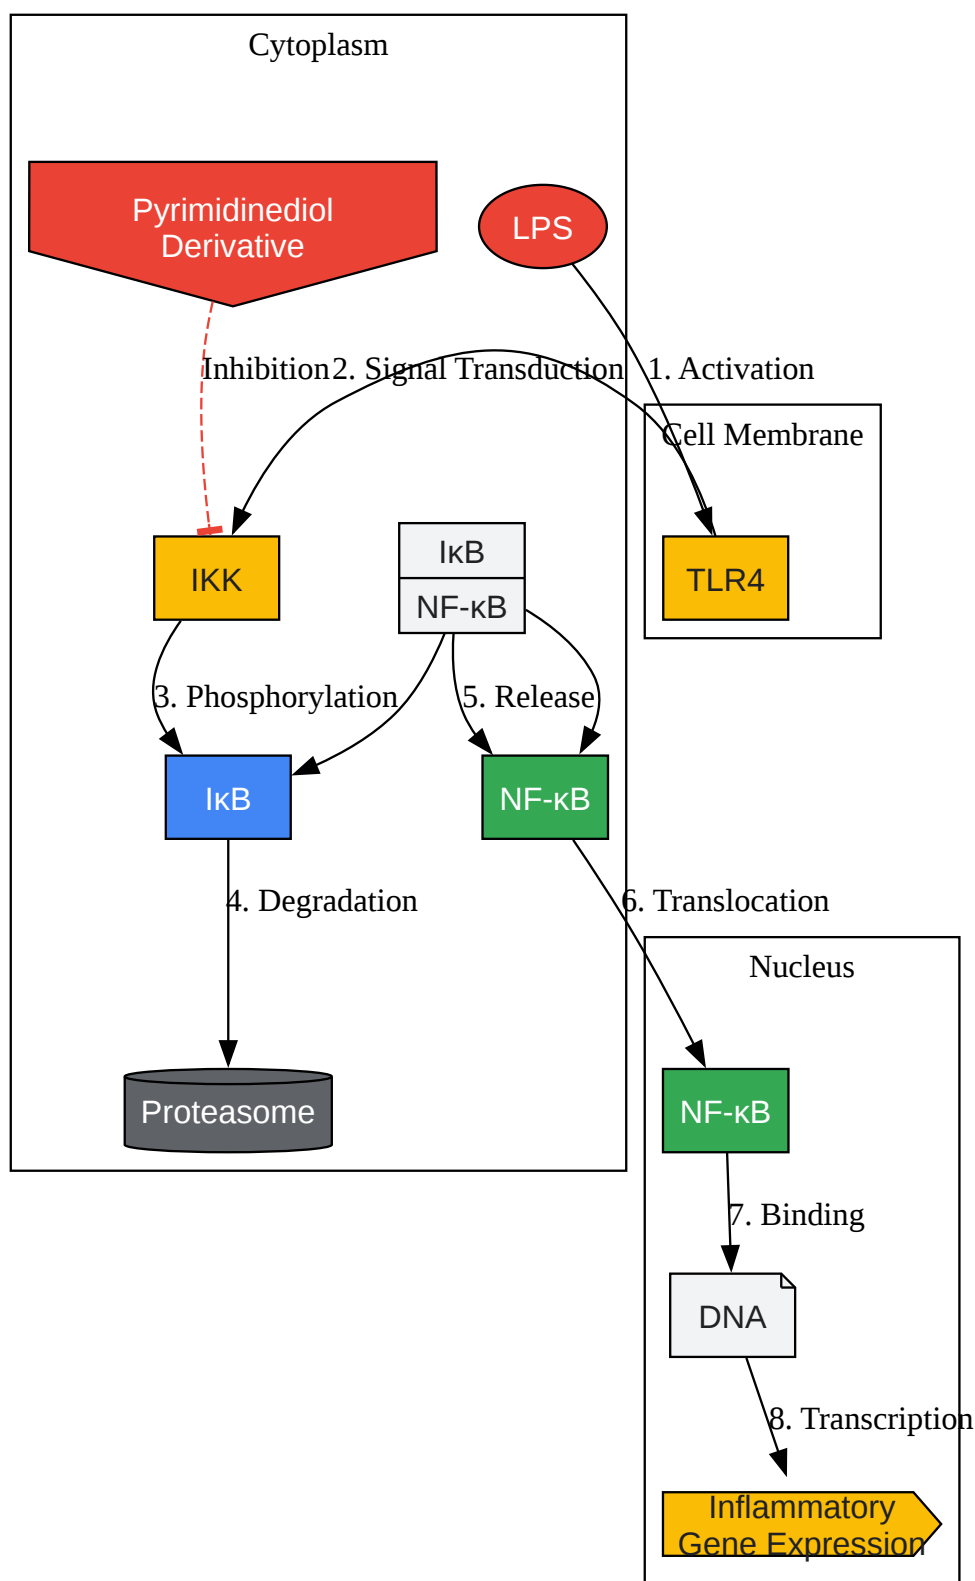 Cytoplasm
Pyrimidinediol
Derivative
LPS
Inhibition
2. Signal Transduction
1. Activation
Cell Membrane
IKK
IκB
NF-κB
TLR4
3. Phosphorylation
5. Release
IκB
NF-κB
4. Degradation
6. Translocation
Nucleus
Proteasome
NF-κB
7. Binding
DNA
8. Transcription
Inflammatory
Gene Expression